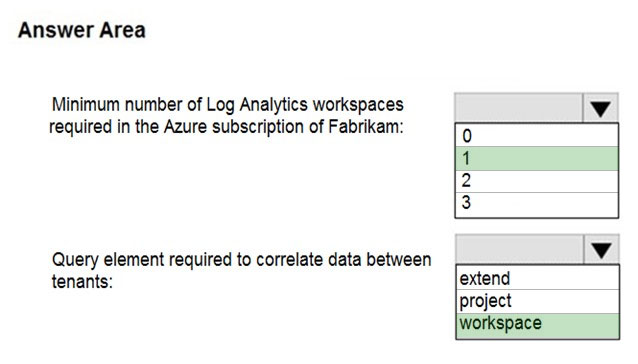 Answer Area
Minimum number of Log Analytics workspaces
required in the Azure subscription of Fabrikam:
0
1
2
3
Query element required to correlate data between
tenants:
extend
project
workspace